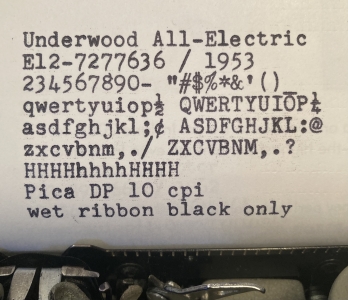 Underwood All-Electric
El2-7277636 / 1953
234567890- "#$%*&'()_
qwertyuiop½ QWERTYUIOP¼
asdfghjkl;¢ ASDFGHJKL:@
zxcvbnm,./ ZXCVBNM,.?
HHHHhhhhHHHH
Pica DP 10 cpi
wet ribbon black only